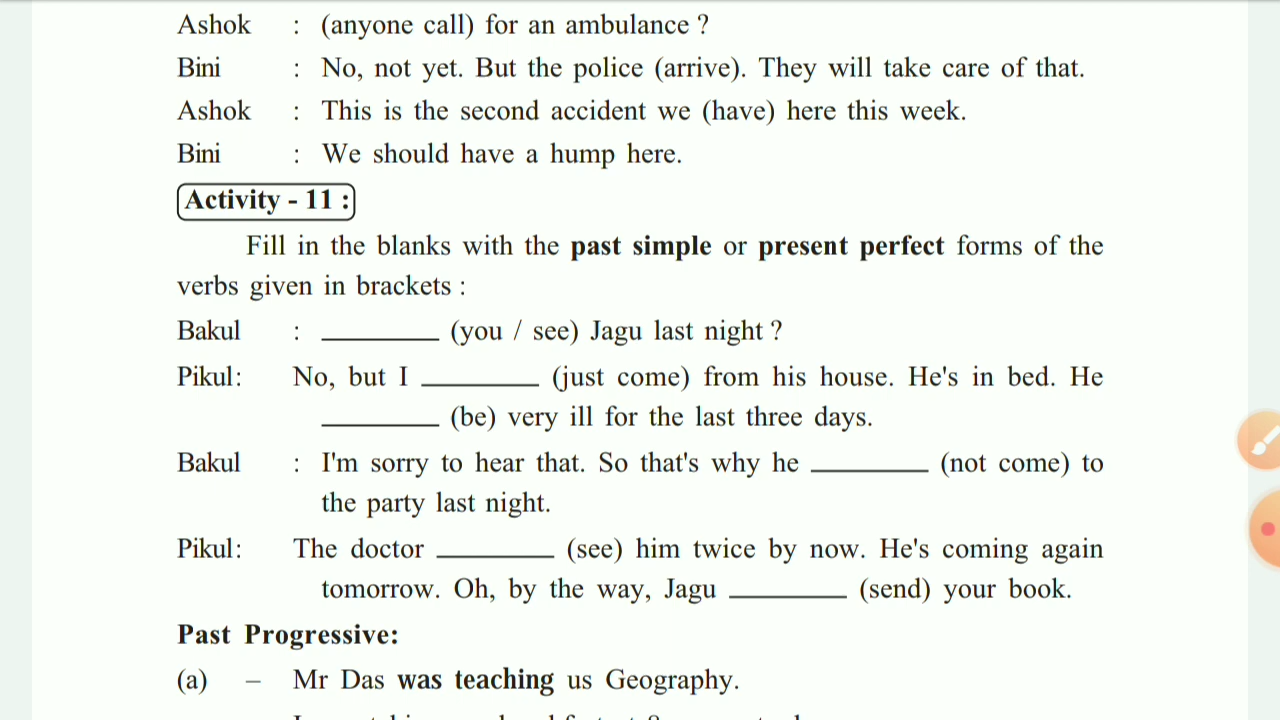 Ashok : (anyone call) for an ambulance ?
Bini : No, not yet. But the police (arrive). They will take care of that.
Ashok : This is the second accident we (have) here this week.
Bini : We should have a hump here.
Activity - 11 :
Fill in the blanks with the past simple or present perfect forms of the
verbs given in brackets :
Bakul : ________ (you / see) Jagu last night ?
Pikul: No, but I ________ (just come) from his house. He's in bed. He
________ (be) very ill for the last three days.
Bakul : I'm sorry to hear that. So that's why he ________ (not come) to
the party last night.
Pikul: The doctor ________ (see) him twice by now. He's coming again
tomorrow. Oh, by the way, Jagu ________ (send) your book.
Past Progressive:
(a) – Mr Das was teaching us Geography.